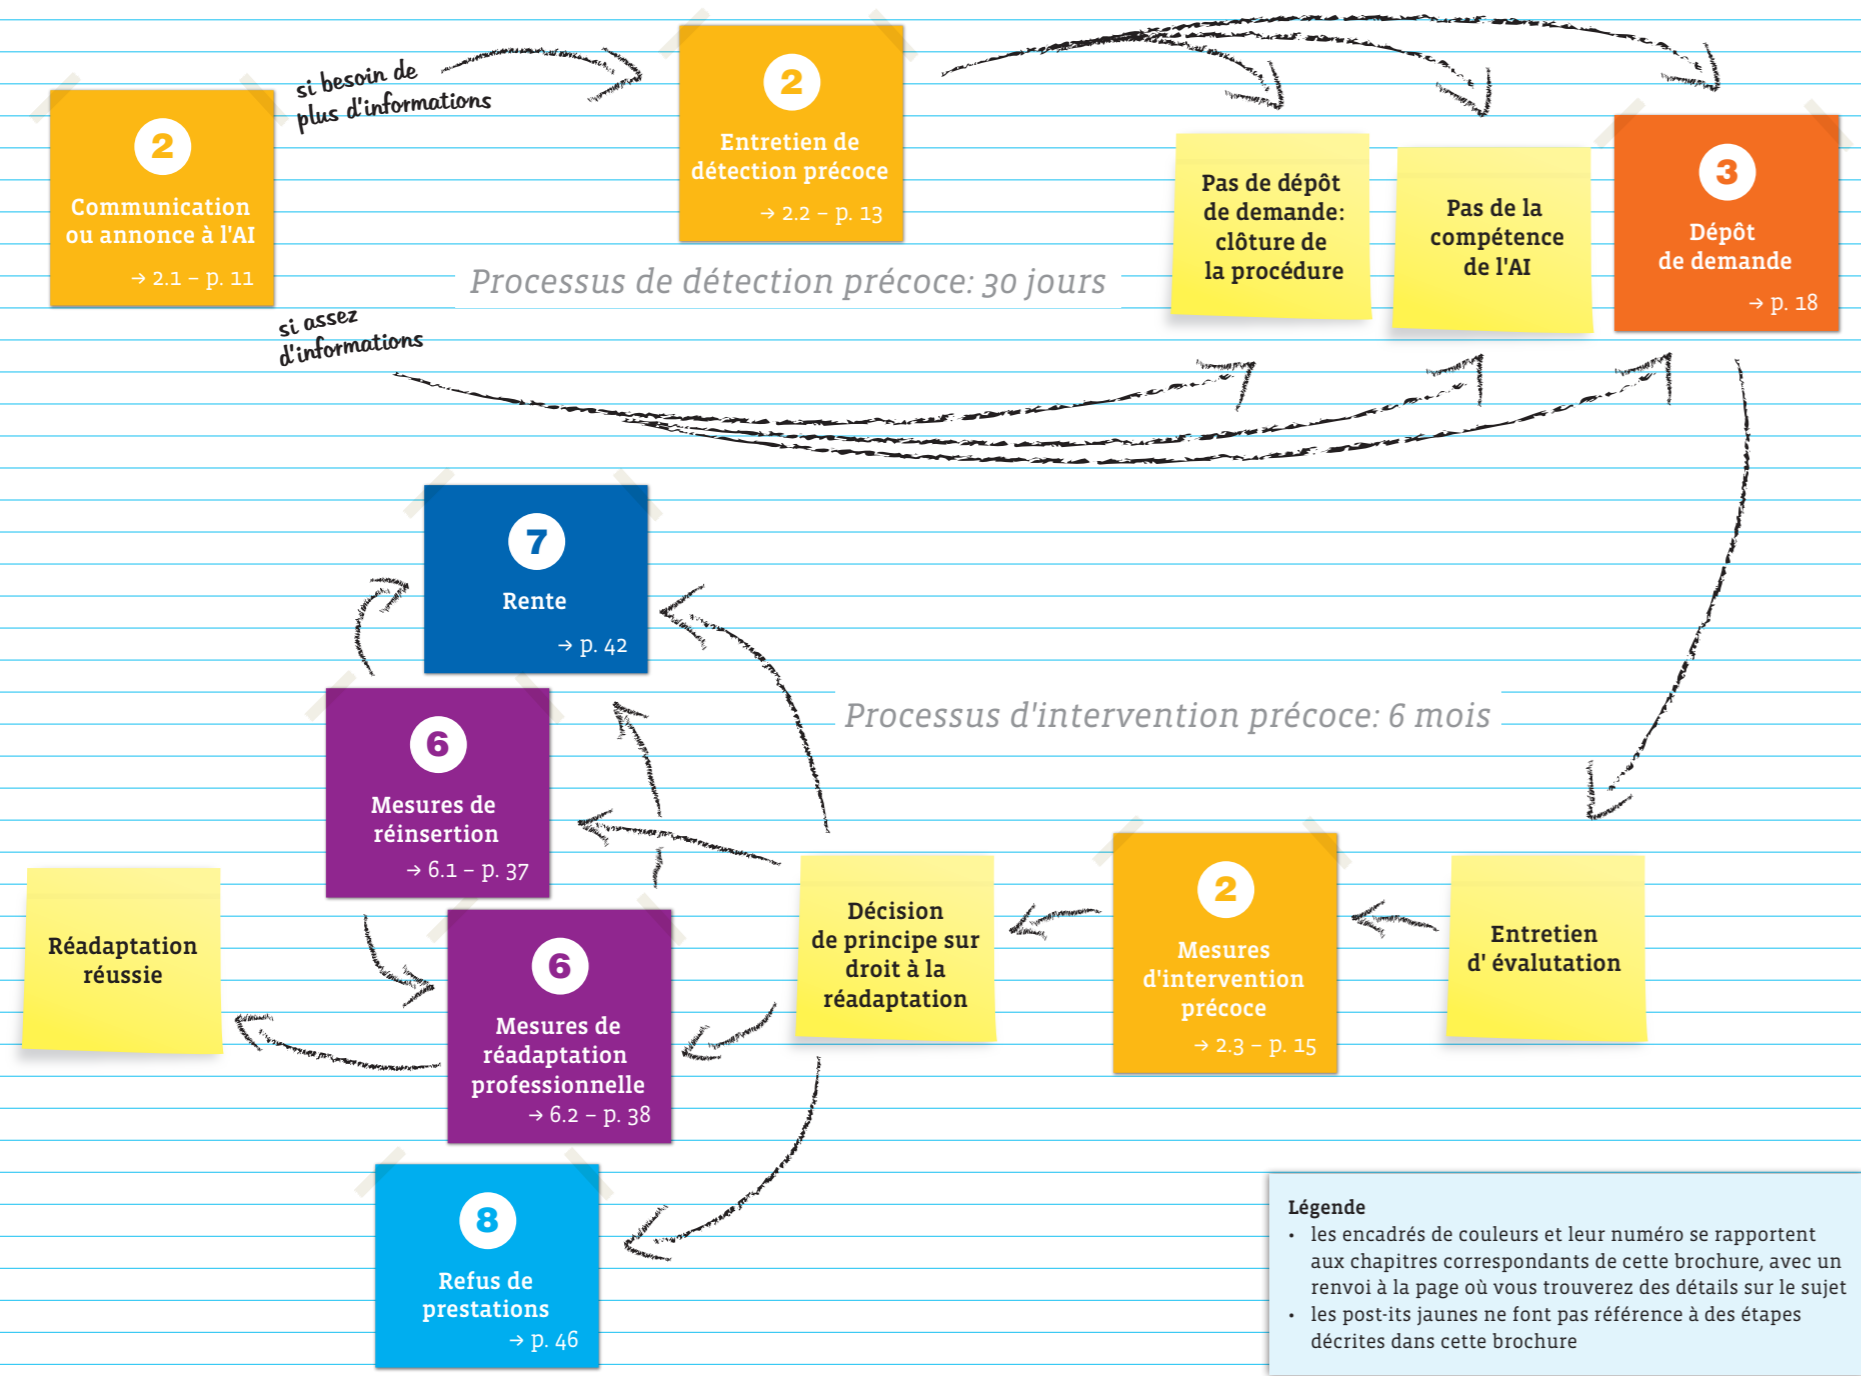 si besoin de
plus d'informations
2
Communication
ou annonce à l'AI
→ 2.1 – p. 11
2
Entretien de
détection précoce
→ 2.2 – p. 13
Pas de dépôt
de demande:
clôture de
la procédure
Pas de la
compétence
de l'AI
3
Dépôt
de demande
→ p. 18
Processus de détection précoce: 30 jours
si assez
d'informations
7
Rente
→ p. 42
Processus d'intervention précoce: 6 mois
6
Mesures de
réinsertion
→ 6.1 – p. 37
Réadaptation
réussie
6
Mesures de
réadaptation
professionnelle
→ 6.2 – p. 38
Décision
de principe sur
droit à la
réadaptation
2
Mesures
d'intervention
précoce
→ 2.3 – p. 15
Entretien
d' évalutation
8
Refus de
prestations
→ p. 46
Légende
• les encadrés de couleurs et leur numéro se rapportent
aux chapitres correspondants de cette brochure, avec un
renvoi à la page où vous trouverez des détails sur le sujet
• les post-its jaunes ne font pas référence à des étapes
décrites dans cette brochure